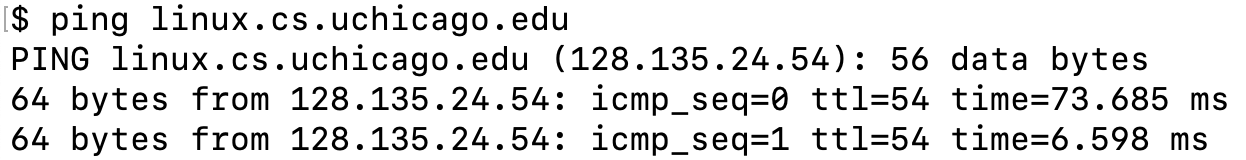 [$ ping linux.cs.uchicago.edu
PING linux.cs.uchicago.edu (128.135.24.54): 56 data bytes
64 bytes from 128.135.24.54: icmp_seq=0 ttl=54 time=73.685 ms
64 bytes from 128.135.24.54: icmp_seq=1 ttl=54 time=6.598 ms